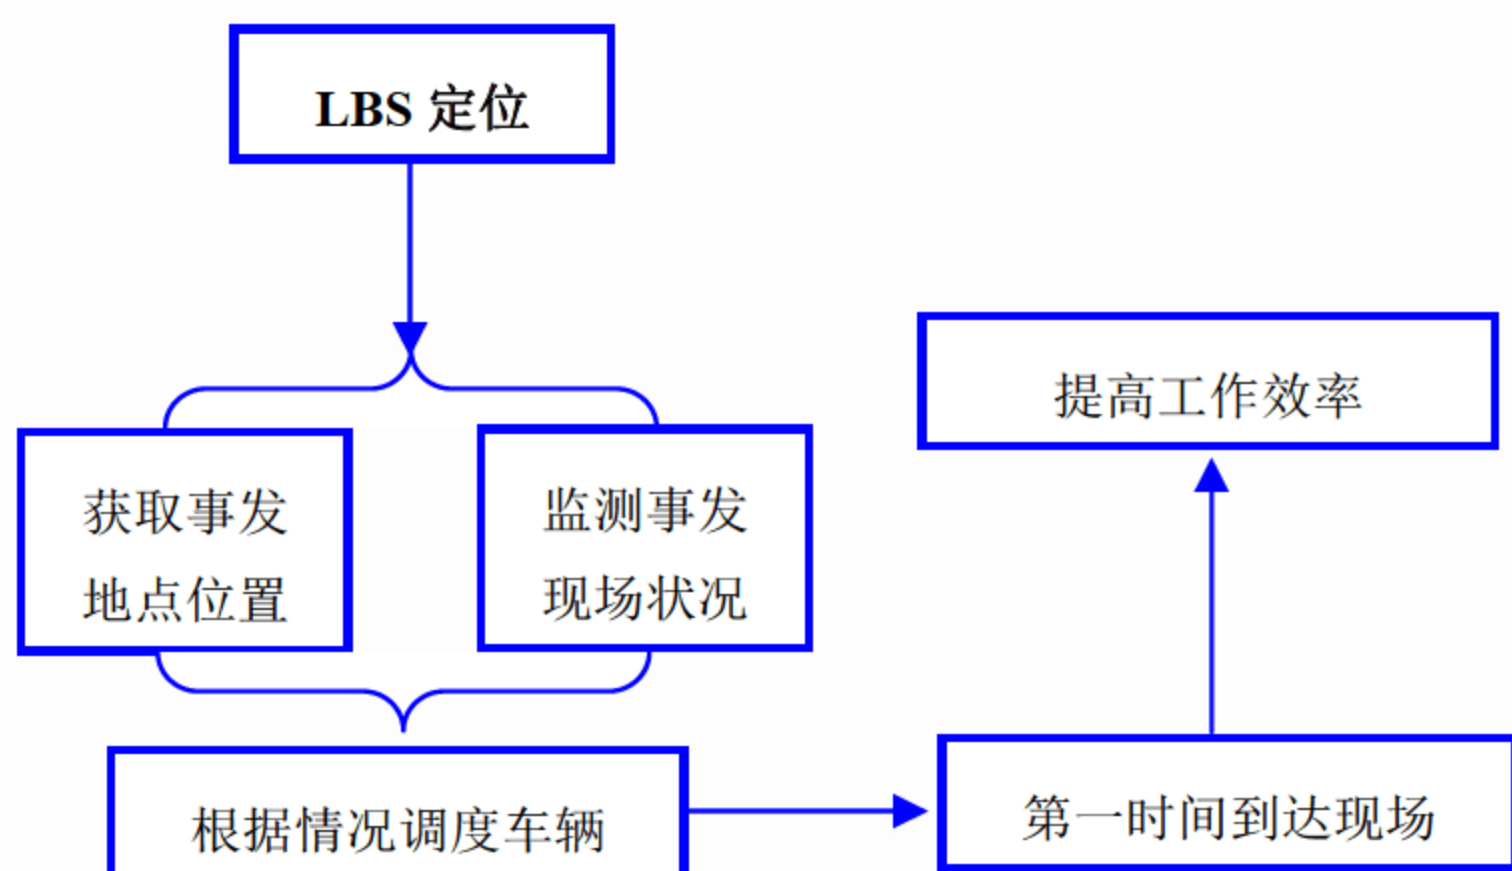 LBS 定位
获取事发
地点位置
监测事发
现场状况
根据情况调度车辆
第一时间到达现场
提高工作效率